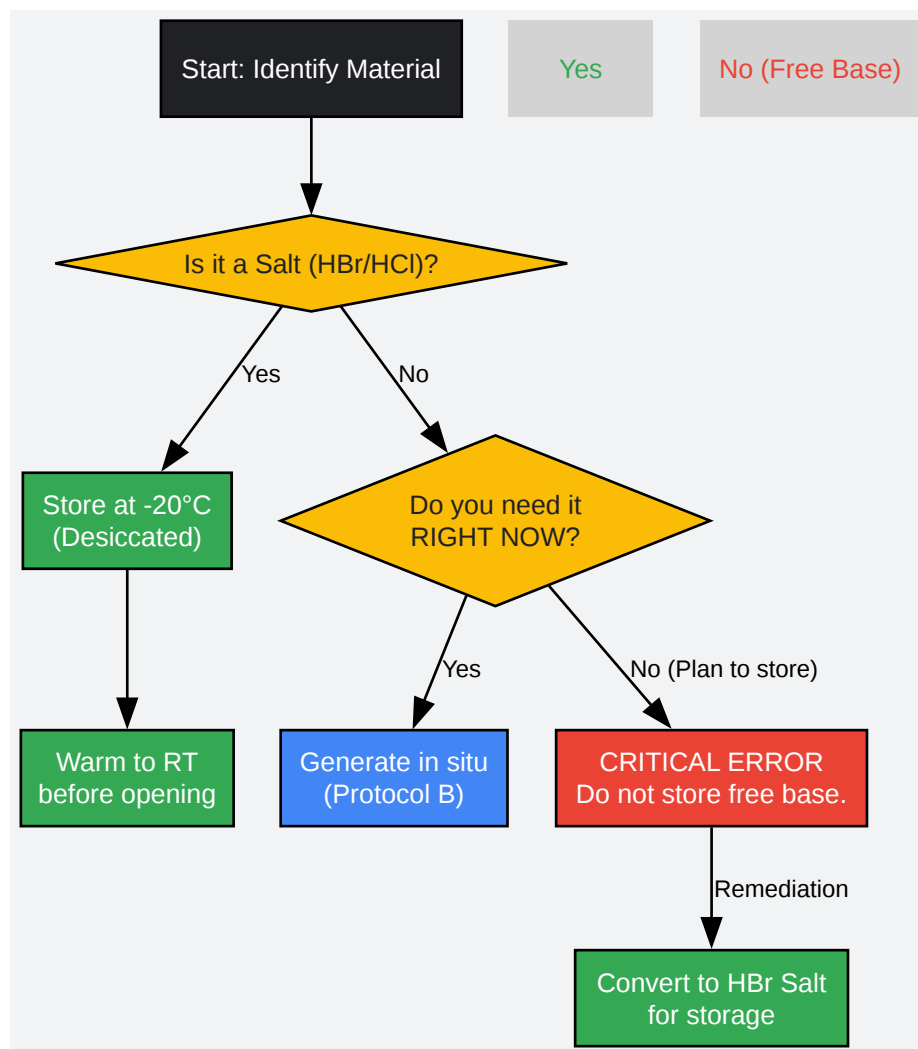 Start: Identify Material
Yes
No (Free Base)
Is it a Salt (HBr/HCl)?
Yes
No
Store at -20°C
(Desiccated)
Do you need it
RIGHT NOW?
Yes
No (Plan to store)
Warm to RT
before opening
Generate in situ
(Protocol B)
CRITICAL ERROR
Do not store free base.
Remediation
Convert to HBr Salt
for storage